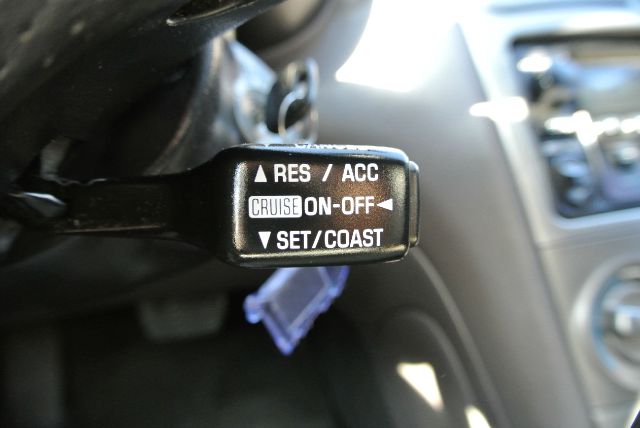 ▲ RES / ACC
CRUISE ON-OFF ◄
▼ SET/COAST